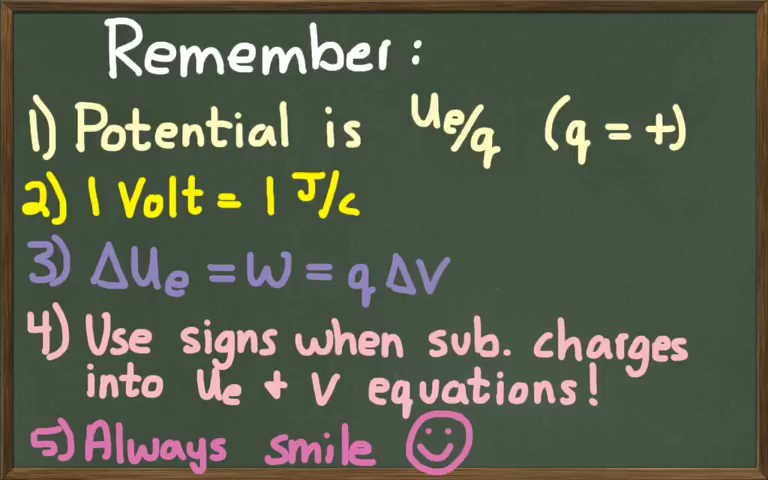 Remember:
1) Potential is Ue/q (q = +)
2) 1 Volt = 1 J/c
3) ΔUe = W = q ΔV
4) Use signs when sub. charges
into Ue + V equations!
5) Always smile